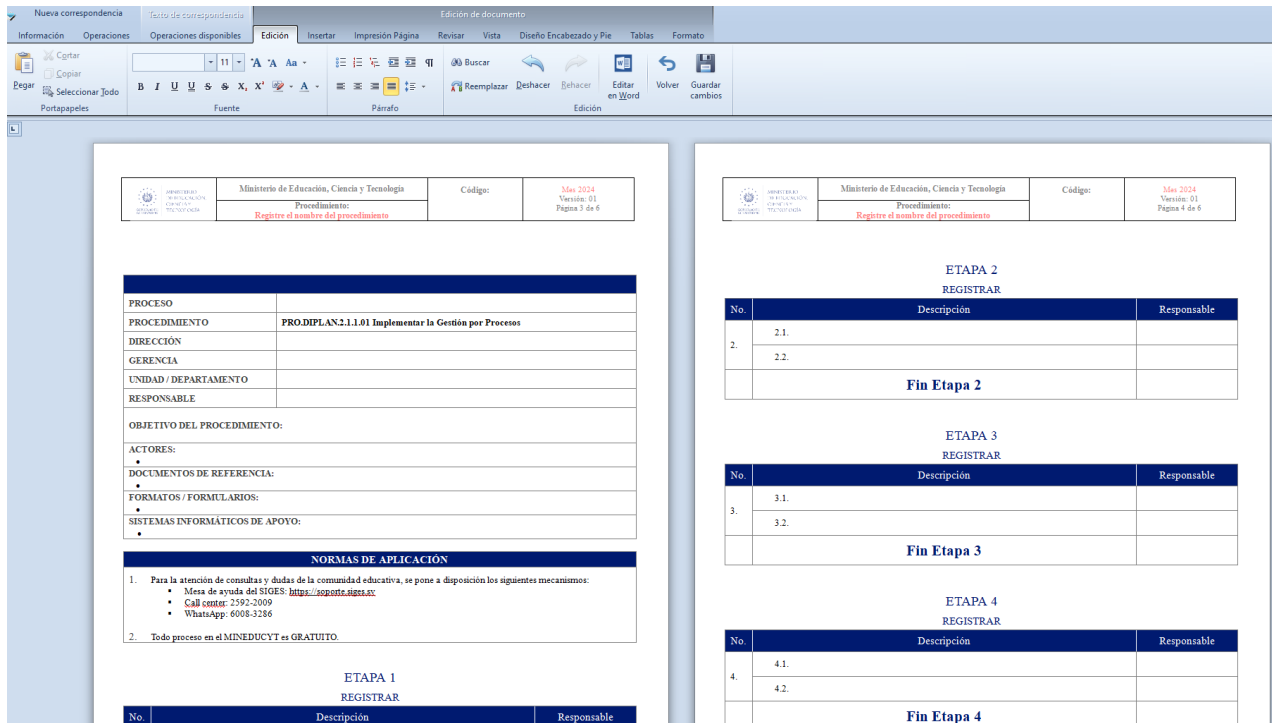 Nueva correspondencia
Texto de correspondencia
Edición de documento
Información Operaciones Operaciones disponibles Edición Insertar Impresión Página Revisar Vista Diseño Encabezado y Pie Tablas Formato
Pegar
Cortar
Copiar
Seleccionar Todo
Portapapeles
11
Fuente
Párrafo
Buscar
Reemplazar
Deshacer
Rehacer
Editar en Word
Volver
Guardar cambios
Edición
MINISTERIO
DE EDUCACIÓN,
CIENCIA Y
TECNOLOGÍA
Ministerio de Educación, Ciencia y Tecnología
Procedimiento:
Registre el nombre del procedimiento
Código:
Mes 2024
Versión: 01
Página 3 de 6
PROCESO
PROCEDIMIENTO PRO.DIPLAN.2.1.1.01 Implementar la Gestión por Procesos
DIRECCIÓN
GERENCIA
UNIDAD / DEPARTAMENTO
RESPONSABLE
OBJETIVO DEL PROCEDIMIENTO:
ACTORES:
•
DOCUMENTOS DE REFERENCIA:
•
FORMATOS / FORMULARIOS:
•
SISTEMAS INFORMÁTICOS DE APOYO:
•
NORMAS DE APLICACIÓN
1. Para la atención de consultas y dudas de la comunidad educativa, se pone a disposición los siguientes mecanismos:
▪ Mesa de ayuda del SIGES: https://soporte.siges.sv
▪ Call center: 2592-2009
▪ WhatsApp: 6008-3286
2. Todo proceso en el MINEDUCYT es GRATUITO.
ETAPA 1
REGISTRAR
No. Descripción Responsable
MINISTERIO
DE EDUCACIÓN,
CIENCIA Y
TECNOLOGÍA
Ministerio de Educación, Ciencia y Tecnología
Procedimiento:
Registre el nombre del procedimiento
Código:
Mes 2024
Versión: 01
Página 4 de 6
ETAPA 2
REGISTRAR
No. Descripción Responsable
2.
2.1.
2.2.
Fin Etapa 2
ETAPA 3
REGISTRAR
No. Descripción Responsable
3.
3.1.
3.2.
Fin Etapa 3
ETAPA 4
REGISTRAR
No. Descripción Responsable
4.
4.1.
4.2.
Fin Etapa 4